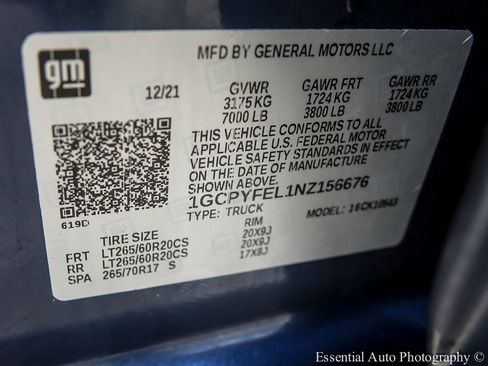 gm
MFD BY GENERAL MOTORS LLC
12/21 GVWR GAWR FRT GAWR RR
3175 KG 1724 KG 1724 KG
7000 LB 3800 LB 3800 LB
THIS VEHICLE CONFORMS TO ALL
APPLICABLE U.S. FEDERAL MOTOR
VEHICLE SAFETY STANDARDS IN EFFECT
ON THE DATE OF MANUFACTURE
1GCPYFEL1NZ156676
619D TYPE: TRUCK MODEL: 16CK10543
TIRE SIZE RIM
FRT LT265/60R20CS 20X9J
RR LT265/60R20CS 20X9J
SPA 265/70R17 S 17X8J
Essential Auto Photography ©